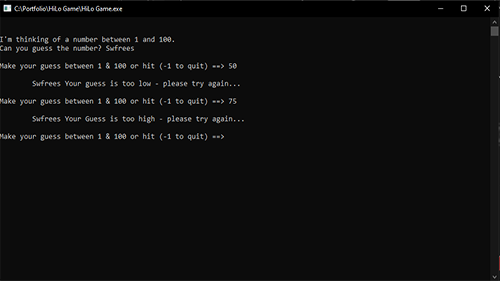 C:\Portfolio\HiLo Game\HiLo Game.exe
I'm thinking of a number between 1 and 100.
Can you guess the number? Swfrees
Make your guess between 1 & 100 or hit (-1 to quit) ==> 50
Swfrees Your guess is too low - please try again...
Make your guess between 1 & 100 or hit (-1 to quit) ==> 75
Swfrees Your Guess is too high - please try again...
Make your guess between 1 & 100 or hit (-1 to quit) ==>